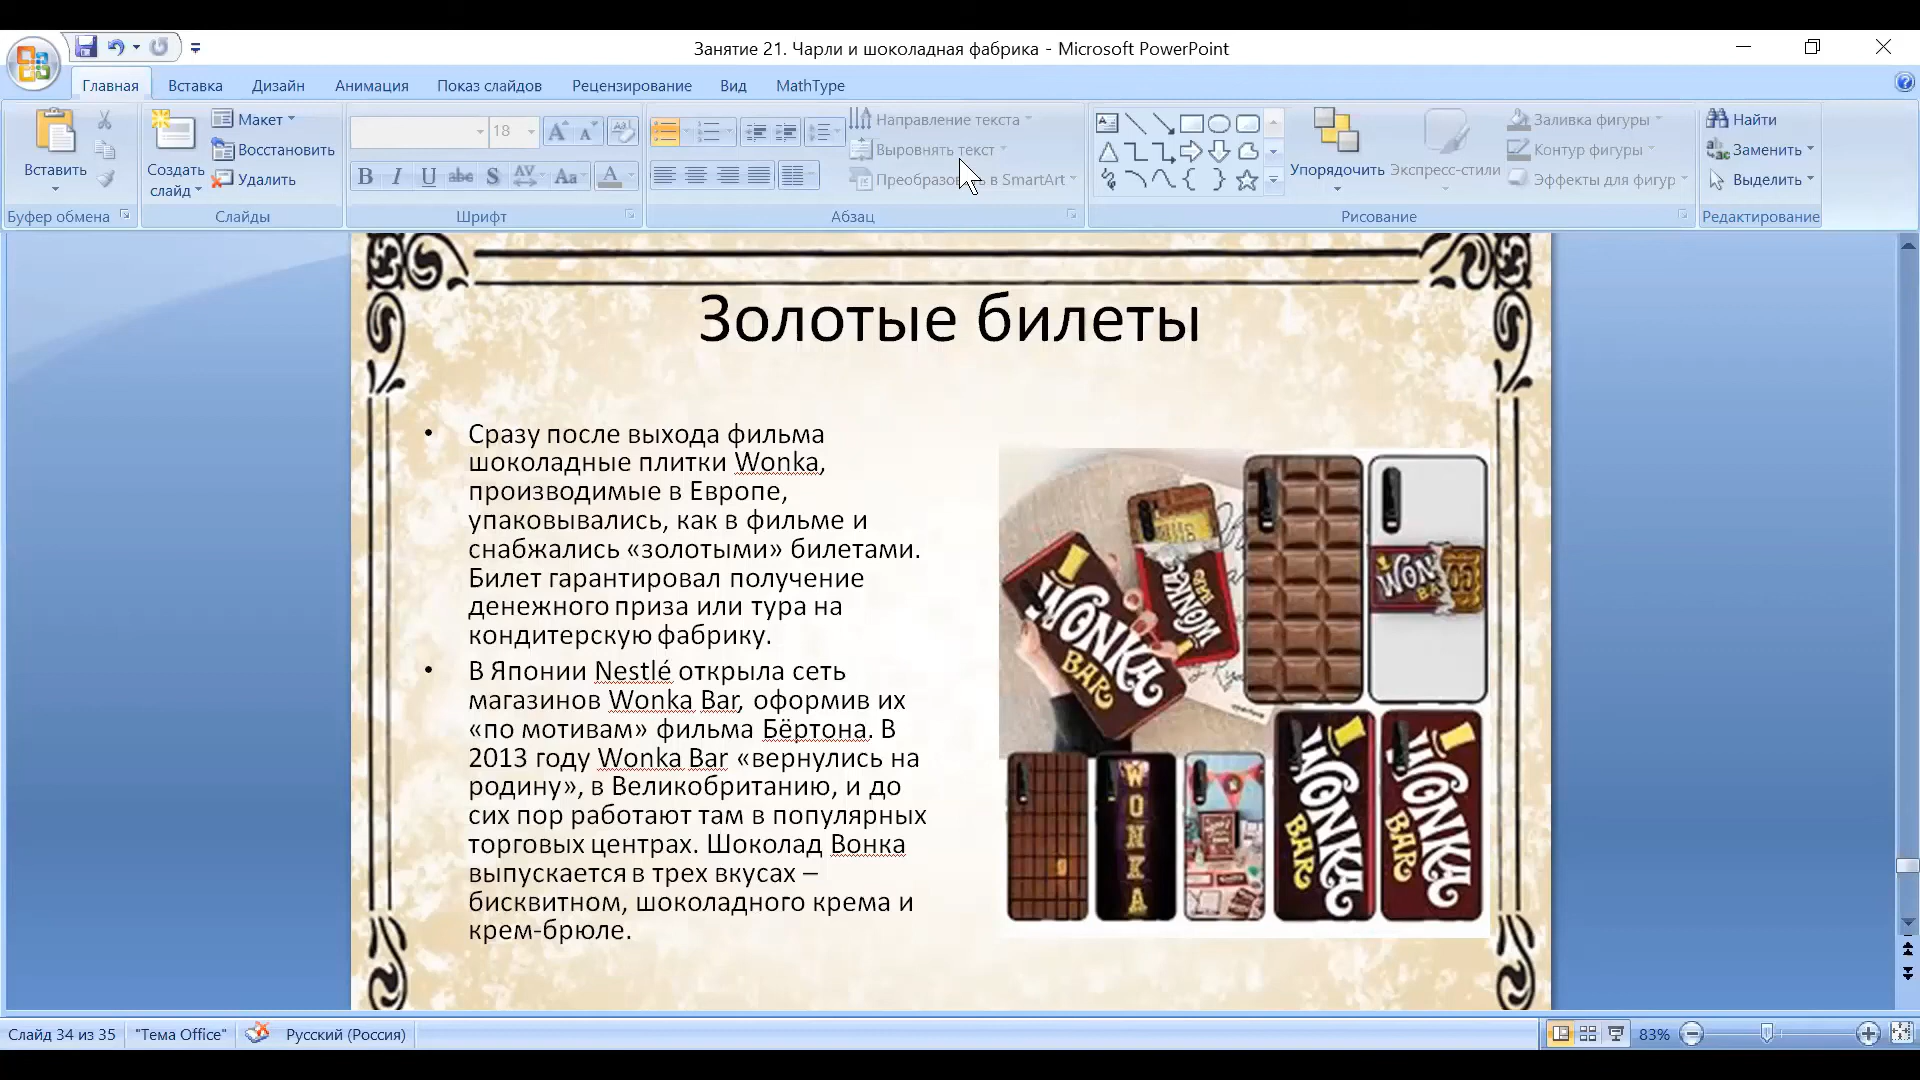 Занятие 21. Чарли и шоколадная фабрика - Microsoft PowerPoint
Главная Вставка Дизайн Анимация Показ слайдов Рецензирование Вид MathType
Вставить
Буфер обмена
Создать слайд
Макет
Восстановить
Удалить
Слайды
18
Шрифт
Направление текста
Выровнять текст
Преобразовать в SmartArt
Абзац
Упорядочить
Экспресс-стили
Заливка фигуры
Контур фигуры
Эффекты для фигур
Рисование
Найти
Заменить
Выделить
Редактирование
Золотые билеты
• Сразу после выхода фильма
шоколадные плитки Wonka,
производимые в Европе,
упаковывались, как в фильме и
снабжались «золотыми» билетами.
Билет гарантировал получение
денежного приза или тура на
кондитерскую фабрику.
• В Японии Nestlé открыла сеть
магазинов Wonka Bar, оформив их
«по мотивам» фильма Бёртона. В
2013 году Wonka Bar «вернулись на
родину», в Великобританию, и до
сих пор работают там в популярных
торговых центрах. Шоколад Вонка
выпускается в трех вкусах –
бисквитном, шоколадного крема и
крем-брюле.
WONKA
BAR
WONKA
BAR
WONKA
WONKA
BAR
WONKA
BAR
Слайд 34 из 35 "Тема Office" Русский (Россия) 83%